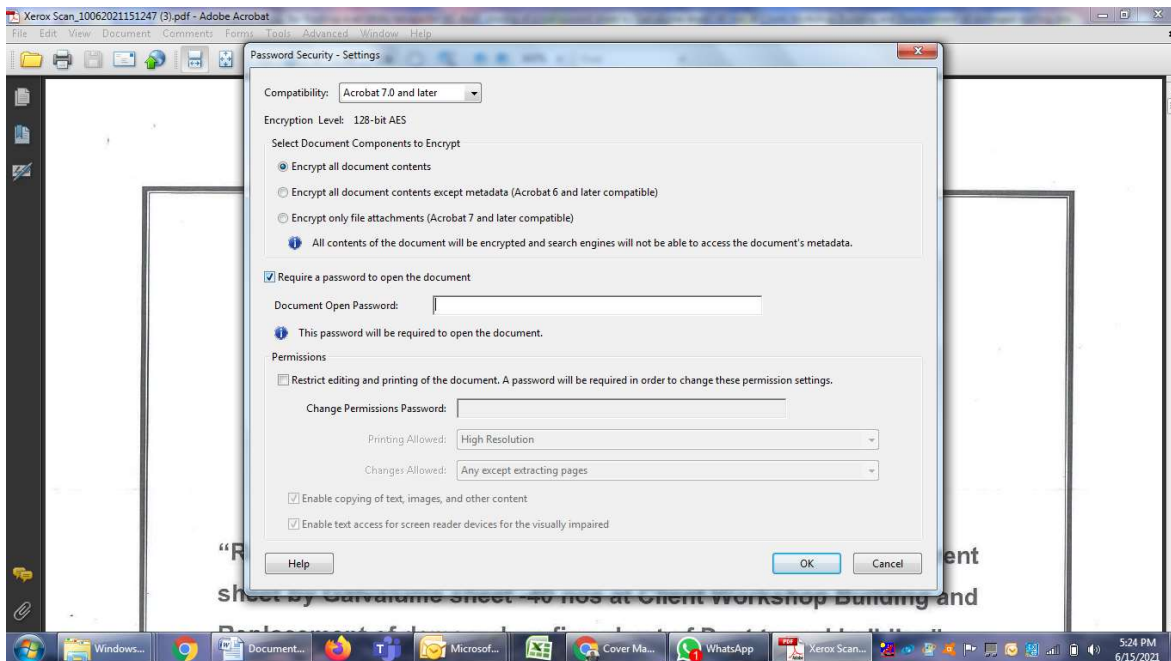 Xerox Scan_10062021151247 (3).pdf - Adobe Acrobat
File Edit View Document Comments Forms Tools Advanced Window Help
Password Security - Settings
Compatibility: Acrobat 7.0 and later
Encryption Level: 128-bit AES
Select Document Components to Encrypt
Encrypt all document contents
Encrypt all document contents except metadata (Acrobat 6 and later compatible)
Encrypt only file attachments (Acrobat 7 and later compatible)
All contents of the document will be encrypted and search engines will not be able to access the document's metadata.
Require a password to open the document
Document Open Password:
This password will be required to open the document.
Permissions
Restrict editing and printing of the document. A password will be required in order to change these permission settings.
Change Permissions Password:
Printing Allowed: High Resolution
Changes Allowed: Any except extracting pages
Enable copying of text, images, and other content
Enable text access for screen reader devices for the visually impaired
Help OK Cancel
"R ent
sheet by Galvalume sheet -40 nos at Client Workshop Building and
Windows... Document... Microsof... Cover Ma... WhatsApp Xerox Scan... 5:24 PM
6/15/2021